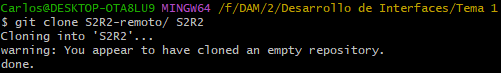 Carlos@DESKTOP-OTA8LU9 MINGW64 /f/DAM/2/Desarrollo de Interfaces/Tema 1
$ git clone S2R2-remoto/ S2R2
Cloning into 'S2R2'...
warning: You appear to have cloned an empty repository.
done.